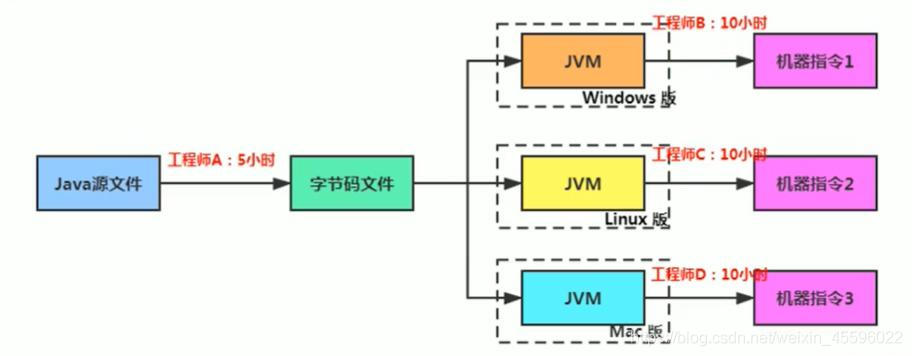 工程师B：10小时
JVM
机器指令1
Windows 版
工程师A：5小时
Java源文件
字节码文件
工程师C：10小时
JVM
机器指令2
Linux 版
工程师D：10小时
JVM
机器指令3
Mac 版
https://blog.csdn.net/weixin_45596022